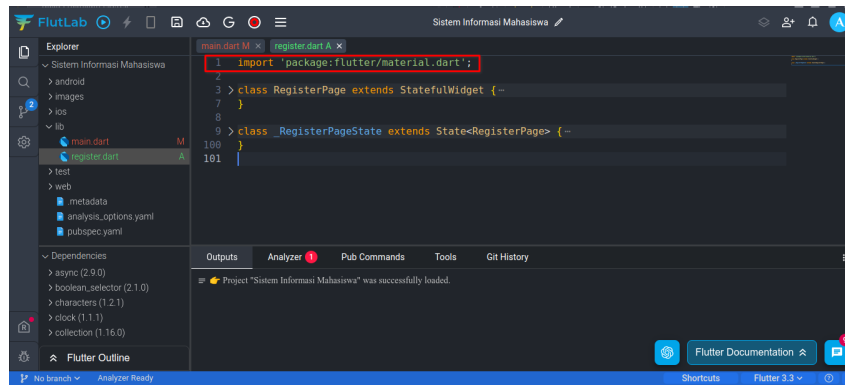 FlutLab
G
Sistem Informasi Mahasiswa
A
Explorer
main.dart M ×
register.dart A ×
Sistem Informasi Mahasiswa
android
images
ios
lib
main.dart M
register.dart A
test
web
.metadata
analysis_options.yaml
pubspec.yaml
2
1 import 'package:flutter/material.dart';
2
3 > class RegisterPage extends StatefulWidget {⋯
7 }
8
9 > class _RegisterPageState extends State<RegisterPage> {⋯
100 }
101
Dependencies
async (2.9.0)
boolean_selector (2.1.0)
characters (1.2.1)
clock (1.1.1)
collection (1.16.0)
Flutter Outline
Outputs Analyzer 1 Pub Commands Tools Git History
Project "Sistem Informasi Mahasiswa" was successfully loaded.
Flutter Documentation
No branch Analyzer Ready
Shortcuts Flutter 3.3